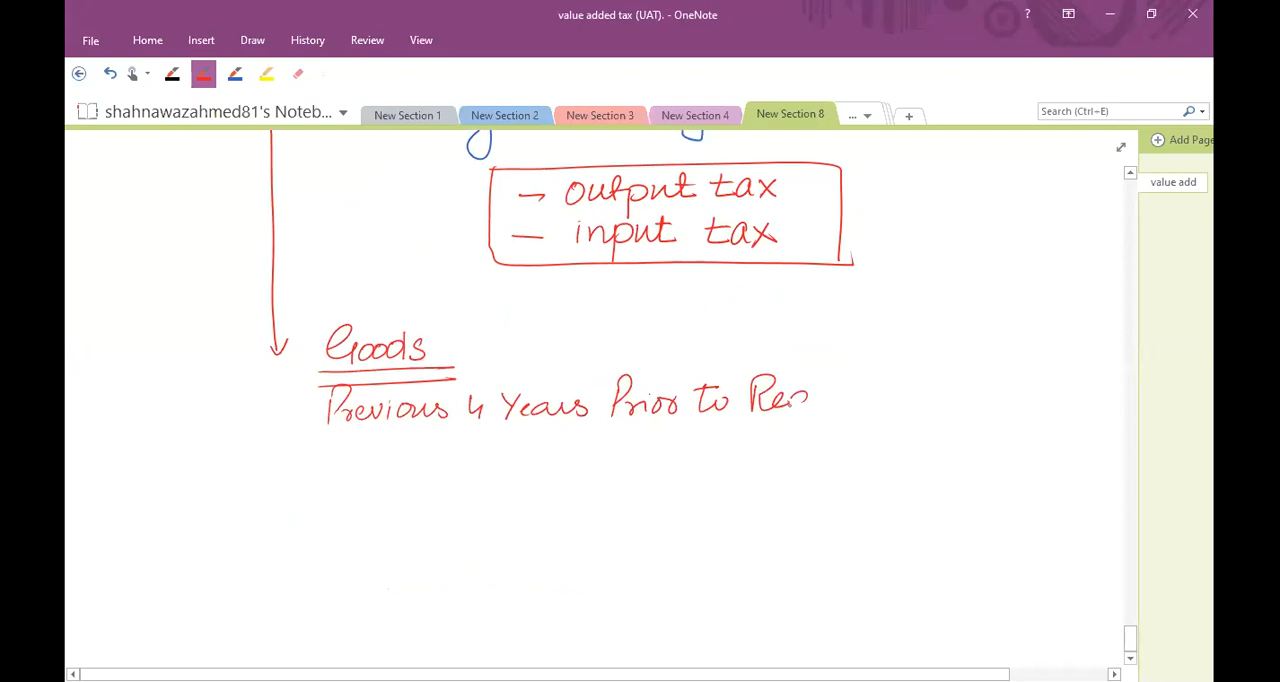 value added tax (UAT). - OneNote
?
File Home Insert Draw History Review View
shahnawazahmed81's Noteb... New Section 1 New Section 2 New Section 3 New Section 4 New Section 8 ... + Search (Ctrl+E)
+ Add Page
value add
→ output tax
— input tax
Goods
Previous 4 Years Prior to